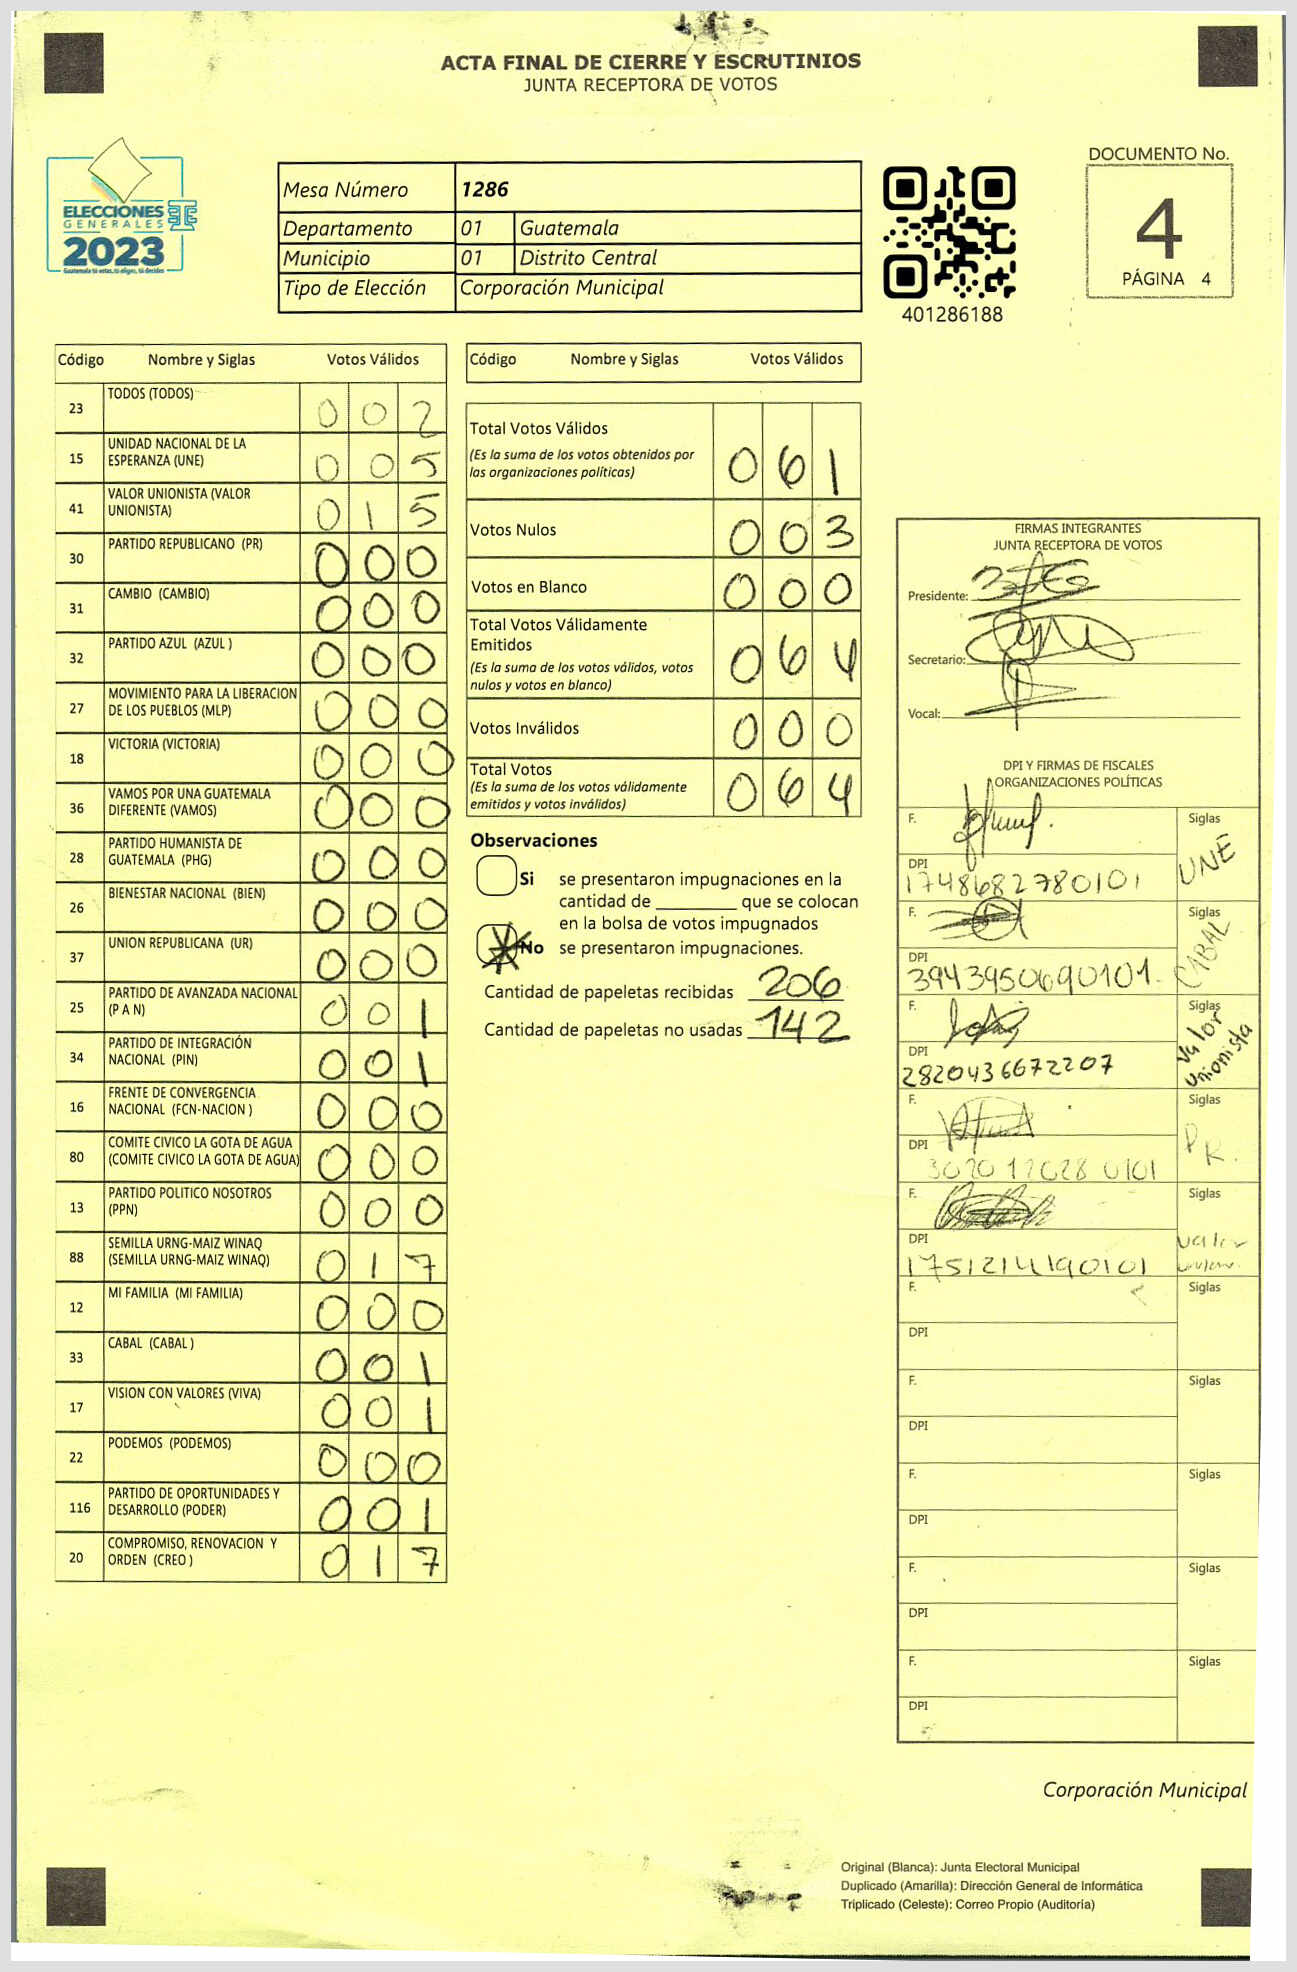 ACTA FINAL DE CIERRE Y ESCRUTINIOS
JUNTA RECEPTORA DE VOTOS
ELECCIONES
GENERALES
2023
Guatemala tú votas, tú eliges, tú decides
Mesa Número 1286
Departamento 01 Guatemala
Municipio 01 Distrito Central
Tipo de Elección Corporación Municipal
401286188
DOCUMENTO No.
4
PÁGINA 4
Código Nombre y Siglas Votos Válidos
23 TODOS (TODOS) 0 0 2
15 UNIDAD NACIONAL DE LA
ESPERANZA (UNE) 0 0 5
41 VALOR UNIONISTA (VALOR
UNIONISTA) 0 1 5
30 PARTIDO REPUBLICANO (PR) 0 0 0
31 CAMBIO (CAMBIO) 0 0 0
32 PARTIDO AZUL (AZUL ) 0 0 0
27 MOVIMIENTO PARA LA LIBERACION
DE LOS PUEBLOS (MLP) 0 0 0
18 VICTORIA (VICTORIA) 0 0 0
36 VAMOS POR UNA GUATEMALA
DIFERENTE (VAMOS) 0 0 0
28 PARTIDO HUMANISTA DE
GUATEMALA (PHG) 0 0 0
26 BIENESTAR NACIONAL (BIEN) 0 0 0
37 UNION REPUBLICANA (UR) 0 0 0
25 PARTIDO DE AVANZADA NACIONAL
(P A N) 0 0 1
34 PARTIDO DE INTEGRACIÓN
NACIONAL (PIN) 0 0 1
16 FRENTE DE CONVERGENCIA
NACIONAL (FCN-NACION ) 0 0 0
80 COMITE CIVICO LA GOTA DE AGUA
(COMITE CIVICO LA GOTA DE AGUA) 0 0 0
13 PARTIDO POLITICO NOSOTROS
(PPN) 0 0 0
88 SEMILLA URNG-MAIZ WINAQ
(SEMILLA URNG-MAIZ WINAQ) 0 1 7
12 MI FAMILIA (MI FAMILIA) 0 0 0
33 CABAL (CABAL ) 0 0 1
17 VISION CON VALORES (VIVA) 0 0 1
22 PODEMOS (PODEMOS) 0 0 0
116 PARTIDO DE OPORTUNIDADES Y
DESARROLLO (PODER) 0 0 1
20 COMPROMISO, RENOVACION Y
ORDEN (CREO ) 0 1 7
Código Nombre y Siglas Votos Válidos
Total Votos Válidos
(Es la suma de los votos obtenidos por
las organizaciones políticas) 0 6 1
Votos Nulos 0 0 3
Votos en Blanco 0 0 0
Total Votos Válidamente
Emitidos
(Es la suma de los votos válidos, votos
nulos y votos en blanco) 0 6 4
Votos Inválidos 0 0 0
Total Votos
(Es la suma de los votos válidamente
emitidos y votos inválidos) 0 6 4
Observaciones
Si se presentaron impugnaciones en la
cantidad de ________ que se colocan
en la bolsa de votos impugnados
No se presentaron impugnaciones.
Cantidad de papeletas recibidas 206
Cantidad de papeletas no usadas 142
FIRMAS INTEGRANTES
JUNTA RECEPTORA DE VOTOS
Presidente:
Secretario:
Vocal:
DPI Y FIRMAS DE FISCALES
ORGANIZACIONES POLÍTICAS
F. Siglas
UNE
DPI
1748682780101
F. Siglas
CABAL
DPI
3943950690101.
F. Siglas
Valor
Unionista
DPI
2820436672207
F. Siglas
PR.
DPI
3020 12028 0101
F. Siglas
Valor
DPI
1751214190101
F. Siglas
DPI
F. Siglas
DPI
F. Siglas
DPI
F. Siglas
DPI
F. Siglas
DPI
Corporación Municipal
Original (Blanca): Junta Electoral Municipal
Duplicado (Amarilla): Dirección General de Informática
Triplicado (Celeste): Correo Propio (Auditoría)